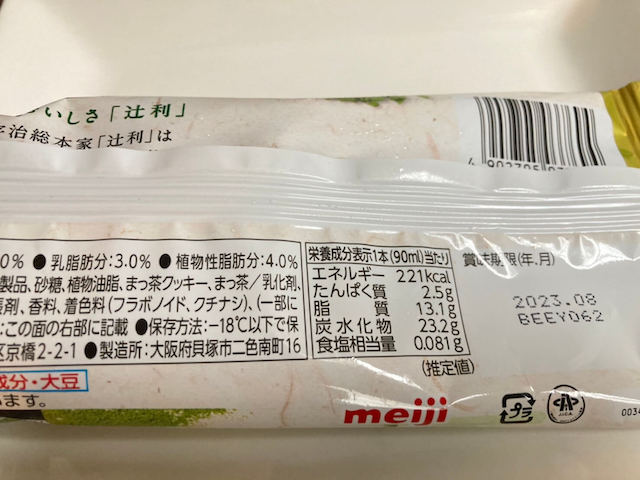 いしさ「辻利」
治総本家「辻利」は
0% ●乳脂肪分:3.0% ●植物性脂肪分:4.0%
製品、砂糖、植物油脂、まっ茶クッキー、まっ茶/乳化剤、
剤、香料、着色料(フラボノイド、クチナシ)、(一部に
:この面の右部に記載 ●保存方法:-18℃以下で保
区京橋2-2-1 ●製造所:大阪府貝塚市二色南町16
成分・大豆
います。
栄養成分表示1本(90ml)当たり
エネルギー 221kcal
たんぱく質 2.5g
脂質 13.1g
炭水化物 23.2g
食塩相当量 0.081g
(推定値)
賞味期限(年.月)
2023.08
BEEY062
meiji
プラ